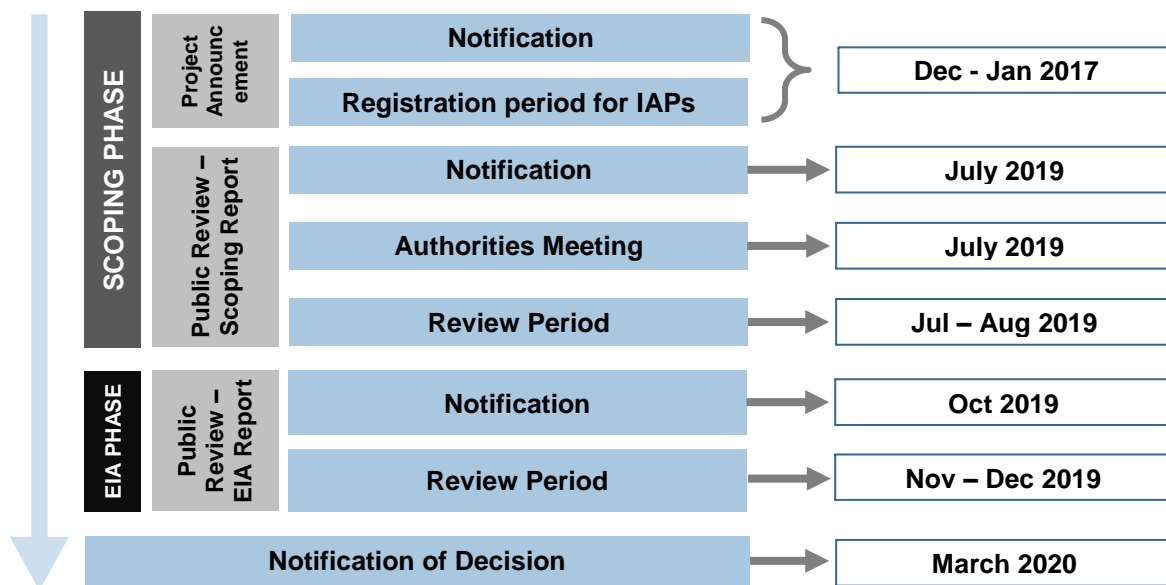 SCOPING PHASE
Project
Announc
ement
Notification
Registration period for IAPs
Dec - Jan 2017
Public Review –
Scoping Report
Notification
July 2019
Authorities Meeting
July 2019
Review Period
Jul – Aug 2019
EIA PHASE
Public
Review –
EIA Report
Notification
Oct 2019
Review Period
Nov – Dec 2019
Notification of Decision
March 2020